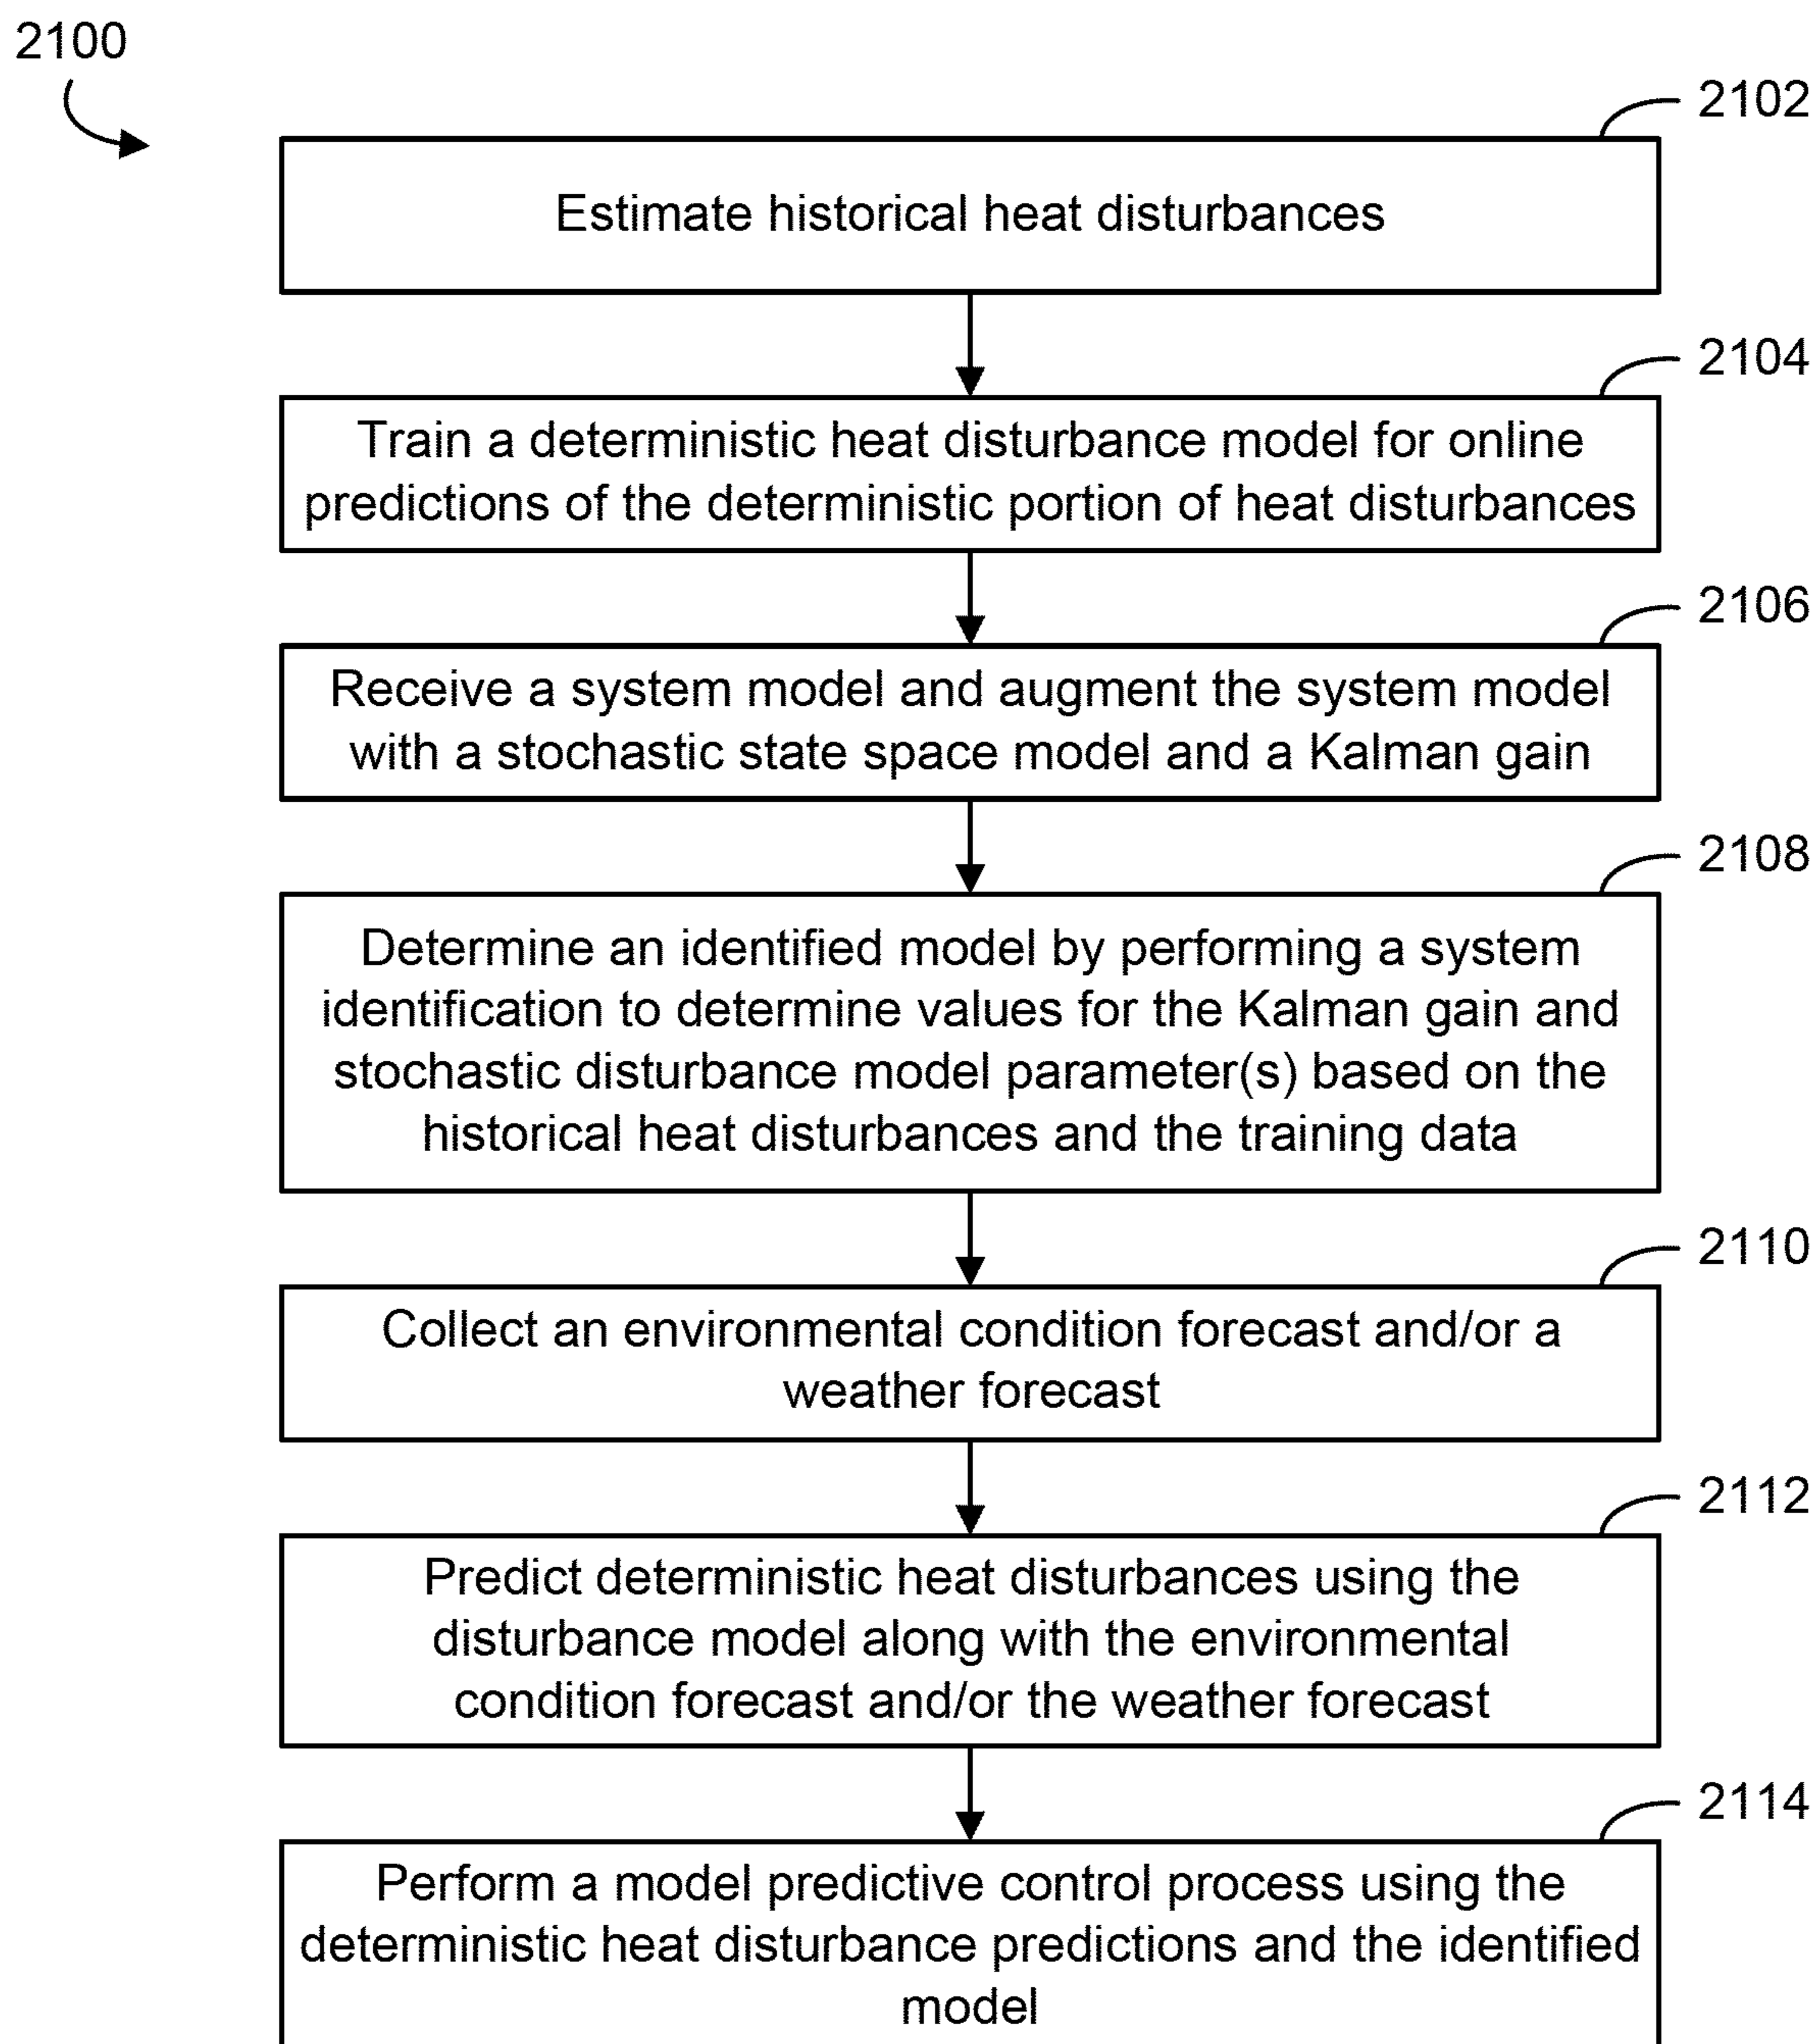 2100
2102
Estimate historical heat disturbances
2104
Train a deterministic heat disturbance model for online
predictions of the deterministic portion of heat disturbances
2106
Receive a system model and augment the system model
with a stochastic state space model and a Kalman gain
2108
Determine an identified model by performing a system
identification to determine values for the Kalman gain and
stochastic disturbance model parameter(s) based on the
historical heat disturbances and the training data
2110
Collect an environmental condition forecast and/or a
weather forecast
2112
Predict deterministic heat disturbances using the
disturbance model along with the environmental
condition forecast and/or the weather forecast
2114
Perform a model predictive control process using the
deterministic heat disturbance predictions and the identified
model